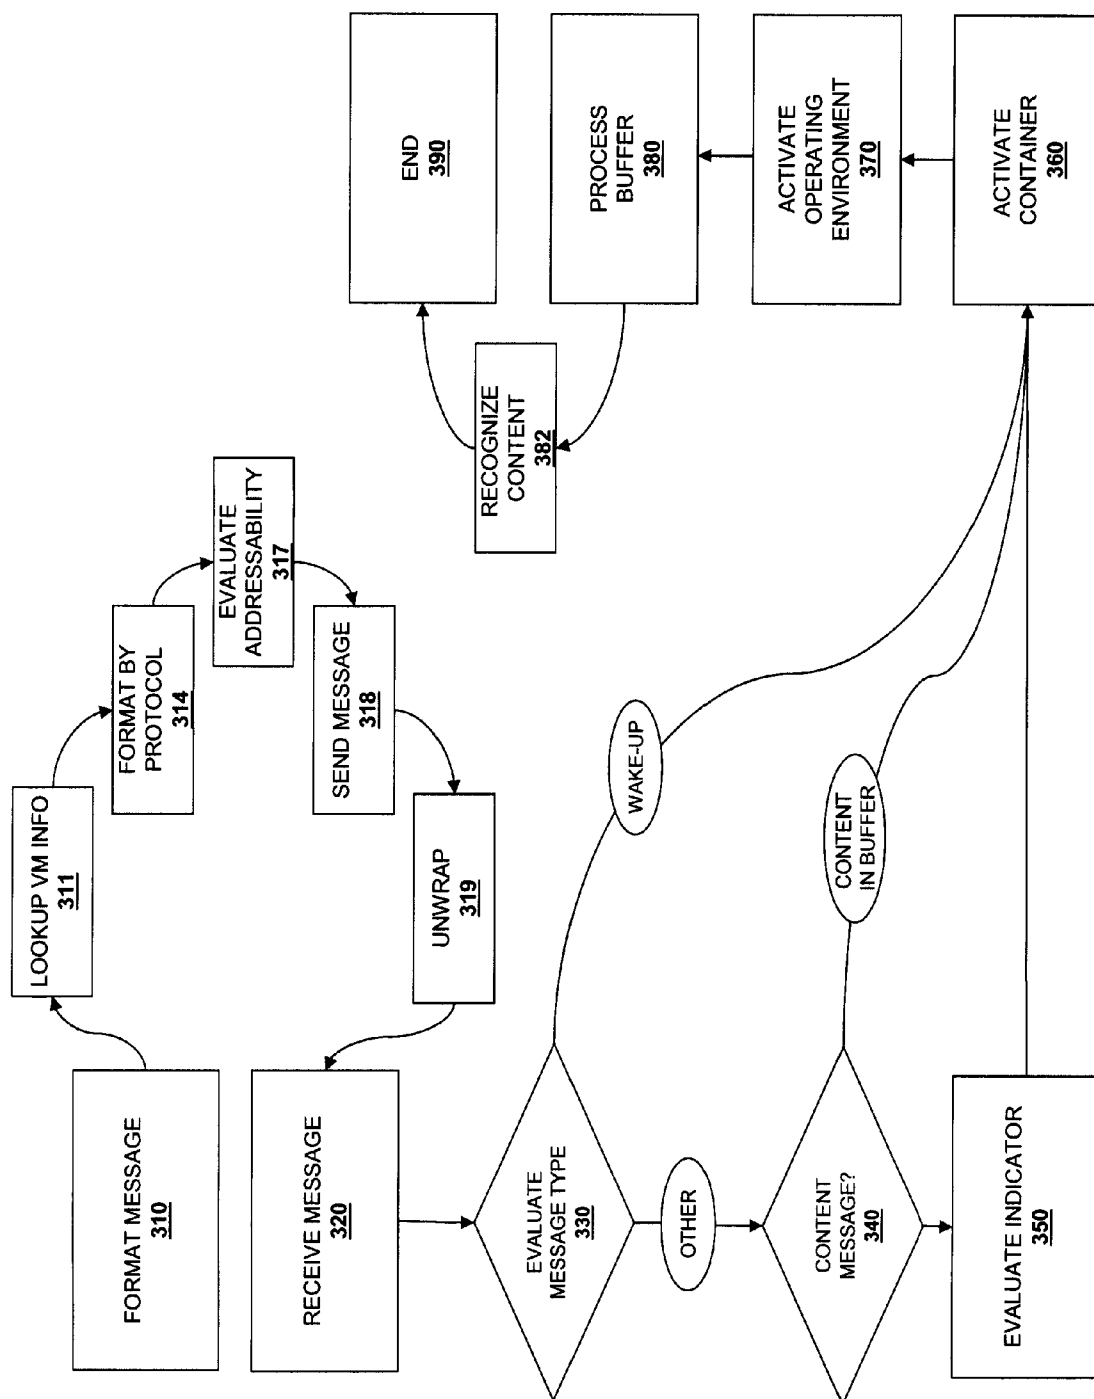 FORMAT MESSAGE
310
LOOKUP VM INFO
311
FORMAT BY
PROTOCOL
314
EVALUATE
ADDRESSABILITY
317
SEND MESSAGE
318
UNWRAP
319
RECEIVE MESSAGE
320
EVALUATE
MESSAGE TYPE
330
WAKE-UP
OTHER
CONTENT
MESSAGE?
340
CONTENT
IN BUFFER
EVALUATE INDICATOR
350
ACTIVATE
CONTAINER
360
ACTIVATE
OPERATING
ENVIRONMENT
370
PROCESS
BUFFER
380
RECOGNIZE
CONTENT
382
END
390